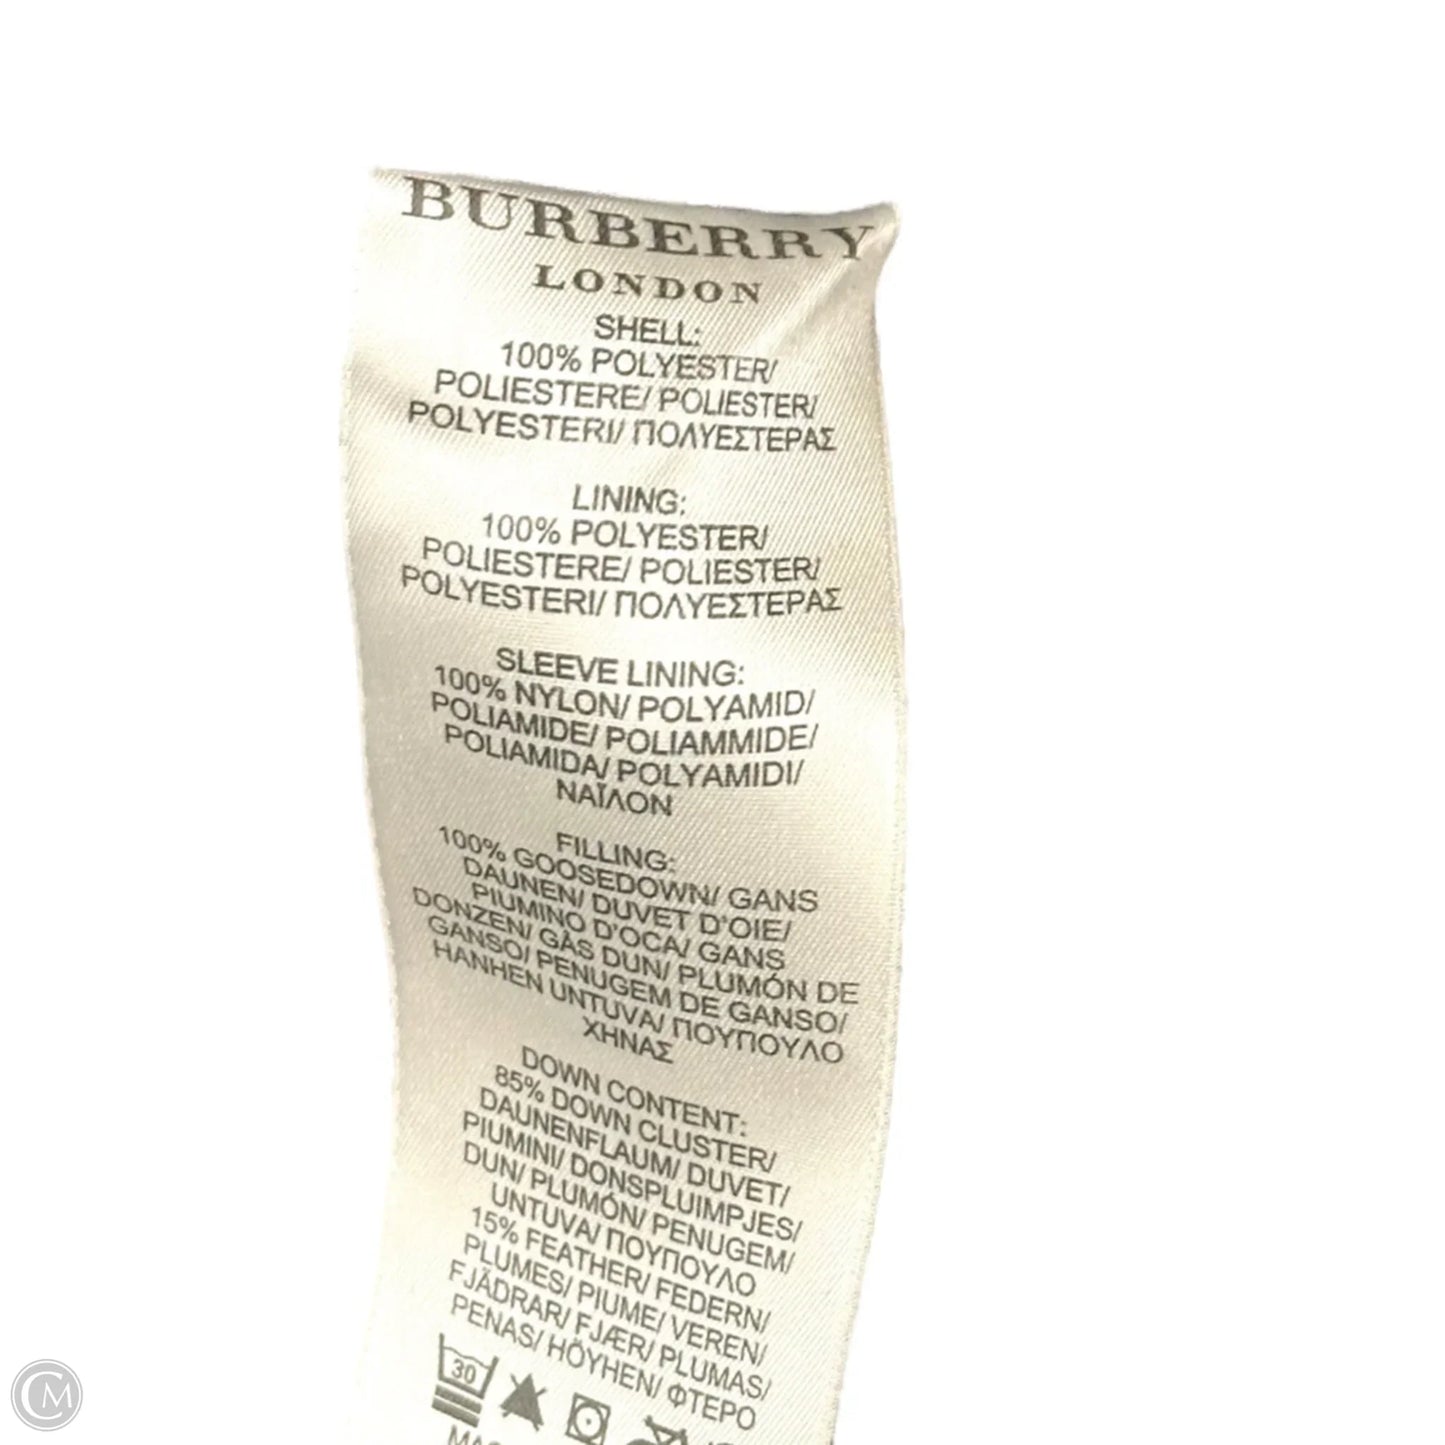 BURBERRY
LONDON
SHELL:
100% POLYESTER/
POLIESTERE/ POLIESTER/
POLYESTERI/ ΠΟΛΥΕΣΤΕΡΑΣ
LINING:
100% POLYESTER/
POLIESTERE/ POLIESTER/
POLYESTERI/ ΠΟΛΥΕΣΤΕΡΑΣ
SLEEVE LINING:
100% NYLON/ POLYAMID/
POLIAMIDE/ POLIAMMIDE/
POLIAMIDA/ POLYAMIDI/
ΝΑΪΛΟΝ
FILLING:
100% GOOSEDOWN/ GANS
DAUNEN/ DUVET D'OIE/
PIUMINO D'OCA/ GANS
DONZEN/ GÅS DUN/ PLUMÓN DE
GANSO/ PENUGEM DE GANSO/
HANHEN UNTUVA/ ΠΟΥΠΟΥΛΟ
ΧΗΝΑΣ
DOWN CONTENT:
85% DOWN CLUSTER/
DAUNENFLAUM/ DUVET/
PIUMINI/ DONSPLUIMPJES/
DUN/ PLUMÓN/ PENUGEM/
UNTUVA/ ΠΟΥΠΟΥΛΟ
15% FEATHER/ FEDERN/
PLUMES/ PIUME/ VEREN/
FJÄDRAR/ FJÆR/ PLUMAS/
PENAS/ HÖYHEN/ ΦΤΕΡΟ
30
CM